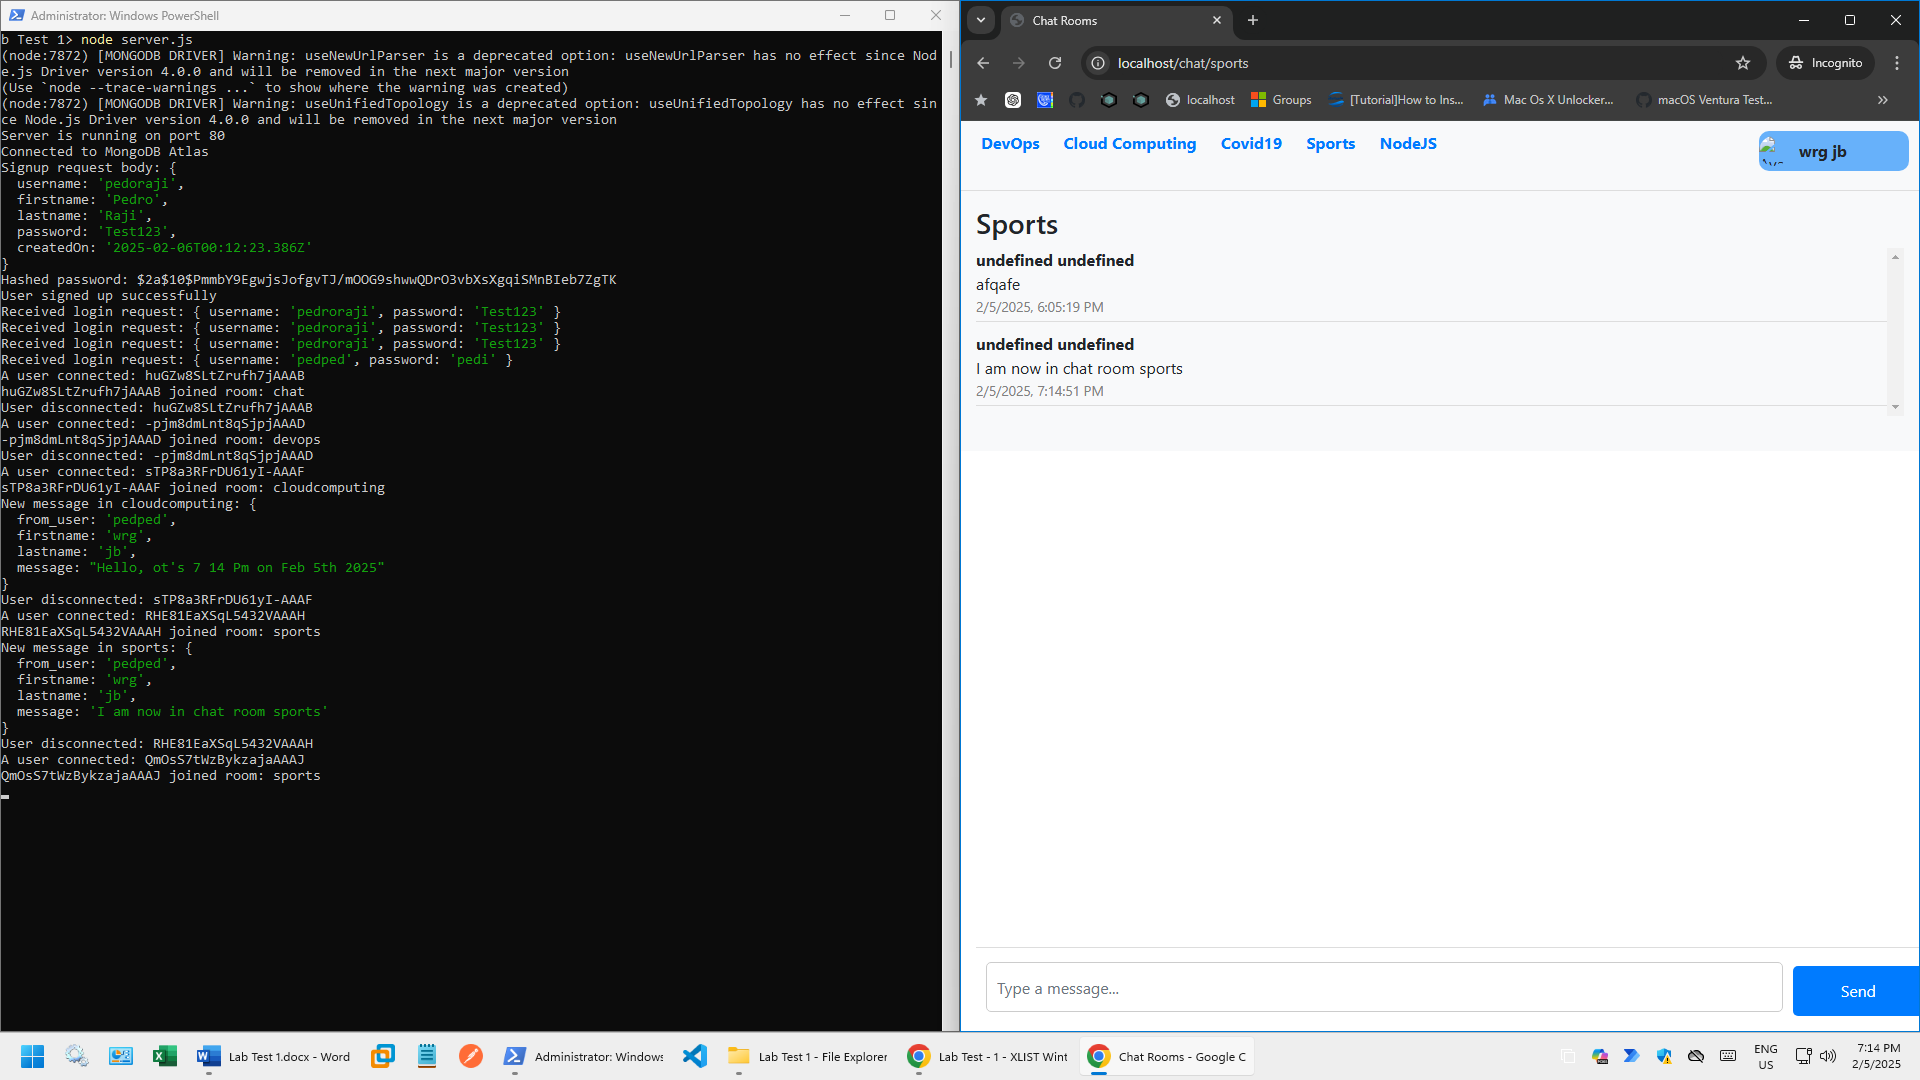 Administrator: Windows PowerShell
b Test 1> node server.js
(node:7872) [MONGODB DRIVER] Warning: useNewUrlParser is a deprecated option: useNewUrlParser has no effect since Nod
e.js Driver version 4.0.0 and will be removed in the next major version
(Use `node --trace-warnings ...` to show where the warning was created)
(node:7872) [MONGODB DRIVER] Warning: useUnifiedTopology is a deprecated option: useUnifiedTopology has no effect sin
ce Node.js Driver version 4.0.0 and will be removed in the next major version
Server is running on port 80
Connected to MongoDB Atlas
Signup request body: {
  username: 'pedoraji',
  firstname: 'Pedro',
  lastname: 'Raji',
  password: 'Test123',
  createdOn: '2025-02-06T00:12:23.386Z'
}
Hashed password: $2a$10$PmmbY9EgwjsJofgvTJ/mOOG9shwwQDrO3vbXsXgqiSMnBIeb7ZgTK
User signed up successfully
Received login request: { username: 'pedroraji', password: 'Test123' }
Received login request: { username: 'pedroraji', password: 'Test123' }
Received login request: { username: 'pedroraji', password: 'Test123' }
Received login request: { username: 'pedped', password: 'pedi' }
A user connected: huGZw8SLtZrufh7jAAAB
huGZw8SLtZrufh7jAAAB joined room: chat
User disconnected: huGZw8SLtZrufh7jAAAB
A user connected: -pjm8dmLnt8qSjpjAAAD
-pjm8dmLnt8qSjpjAAAD joined room: devops
User disconnected: -pjm8dmLnt8qSjpjAAAD
A user connected: sTP8a3RFrDU61yI-AAAF
sTP8a3RFrDU61yI-AAAF joined room: cloudcomputing
New message in cloudcomputing: {
  from_user: 'pedped',
  firstname: 'wrg',
  lastname: 'jb',
  message: "Hello, ot's 7 14 Pm on Feb 5th 2025"
}
User disconnected: sTP8a3RFrDU61yI-AAAF
A user connected: RHE81EaXSqL5432VAAAH
RHE81EaXSqL5432VAAAH joined room: sports
New message in sports: {
  from_user: 'pedped',
  firstname: 'wrg',
  lastname: 'jb',
  message: 'I am now in chat room sports'
}
User disconnected: RHE81EaXSqL5432VAAAH
A user connected: QmOsS7tWzBykzajaAAAJ
QmOsS7tWzBykzajaAAAJ joined room: sports
Chat Rooms
localhost/chat/sports
Incognito
localhost Groups [Tutorial]How to Ins... Mac Os X Unlocker... macOS Ventura Test...
DevOps Cloud Computing Covid19 Sports NodeJS
wrg jb
Sports
undefined undefined
afqafe
2/5/2025, 6:05:19 PM
undefined undefined
I am now in chat room sports
2/5/2025, 7:14:51 PM
Type a message...
Send
Lab Test 1.docx - Word Administrator: Windows Lab Test 1 - File Explorer Lab Test - 1 - XLIST Wint Chat Rooms - Google C
ENG
US
7:14 PM
2/5/2025